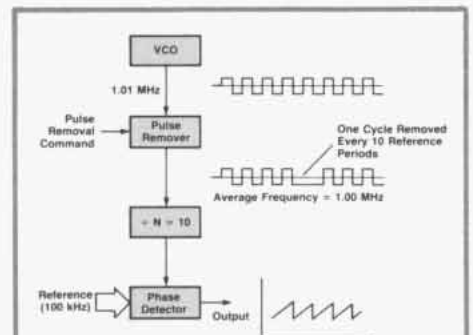 VCO
1.01 MHz
Pulse
Removal
Command
Pulse
Remover
One Cycle Removed
Every 10 Reference
Periods
Average Frequency = 1.00 MHz
÷ N = 10
Reference
(100 kHz)
Phase
Detector
Output